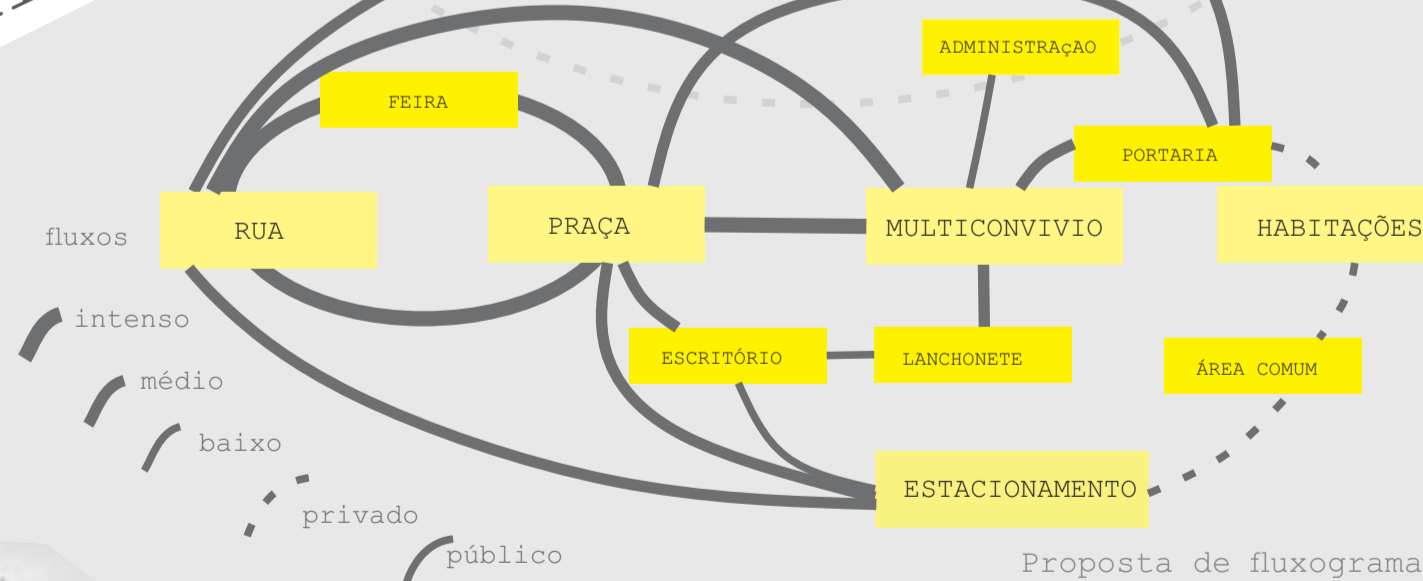 ADMINISTRAçAO
FEIRA
PORTARIA
RUA
PRAÇA
MULTICONVIVIO
HABITAÇÕES
fluxos
intenso
médio
baixo
privado
público
ESCRITÓRIO
LANCHONETE
ÁREA COMUM
ESTACIONAMENTO
Proposta de fluxograma